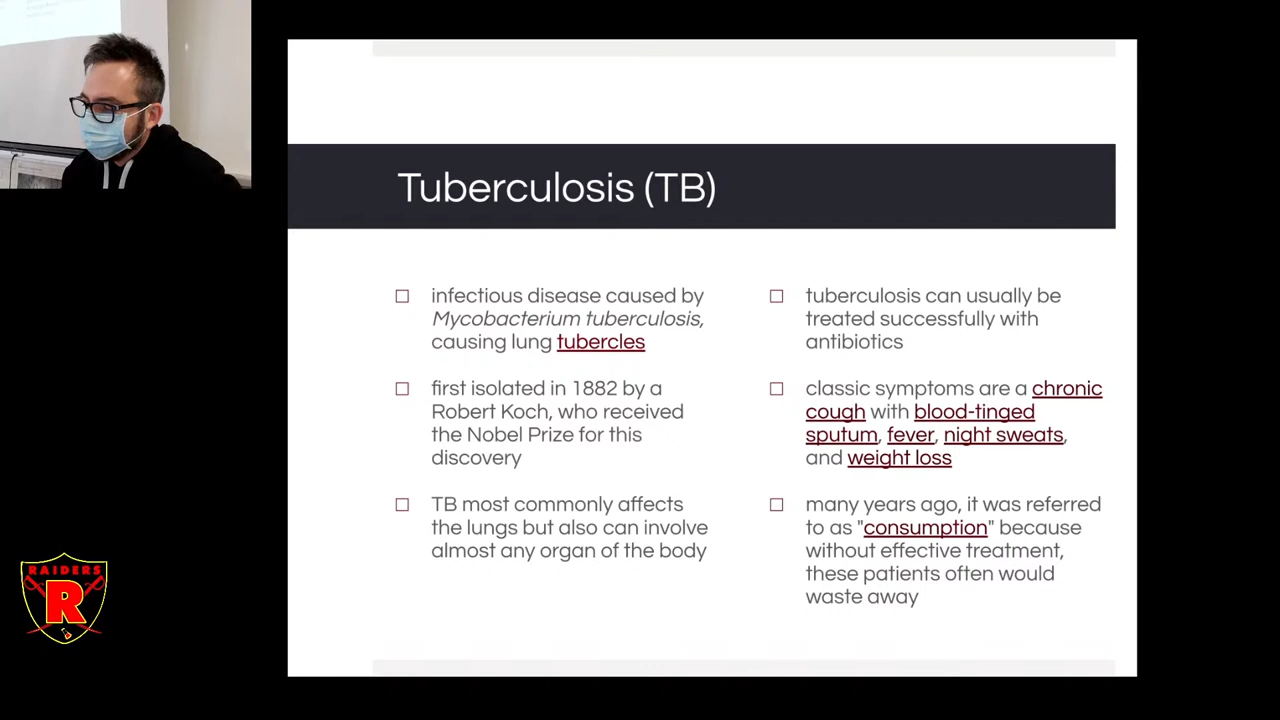 Tuberculosis (TB)
infectious disease caused by
Mycobacterium tuberculosis,
causing lung tubercles
first isolated in 1882 by a
Robert Koch, who received
the Nobel Prize for this
discovery
TB most commonly affects
the lungs but also can involve
almost any organ of the body
tuberculosis can usually be
treated successfully with
antibiotics
classic symptoms are a chronic
cough with blood-tinged
sputum, fever, night sweats,
and weight loss
many years ago, it was referred
to as "consumption" because
without effective treatment,
these patients often would
waste away
RAIDERS
R